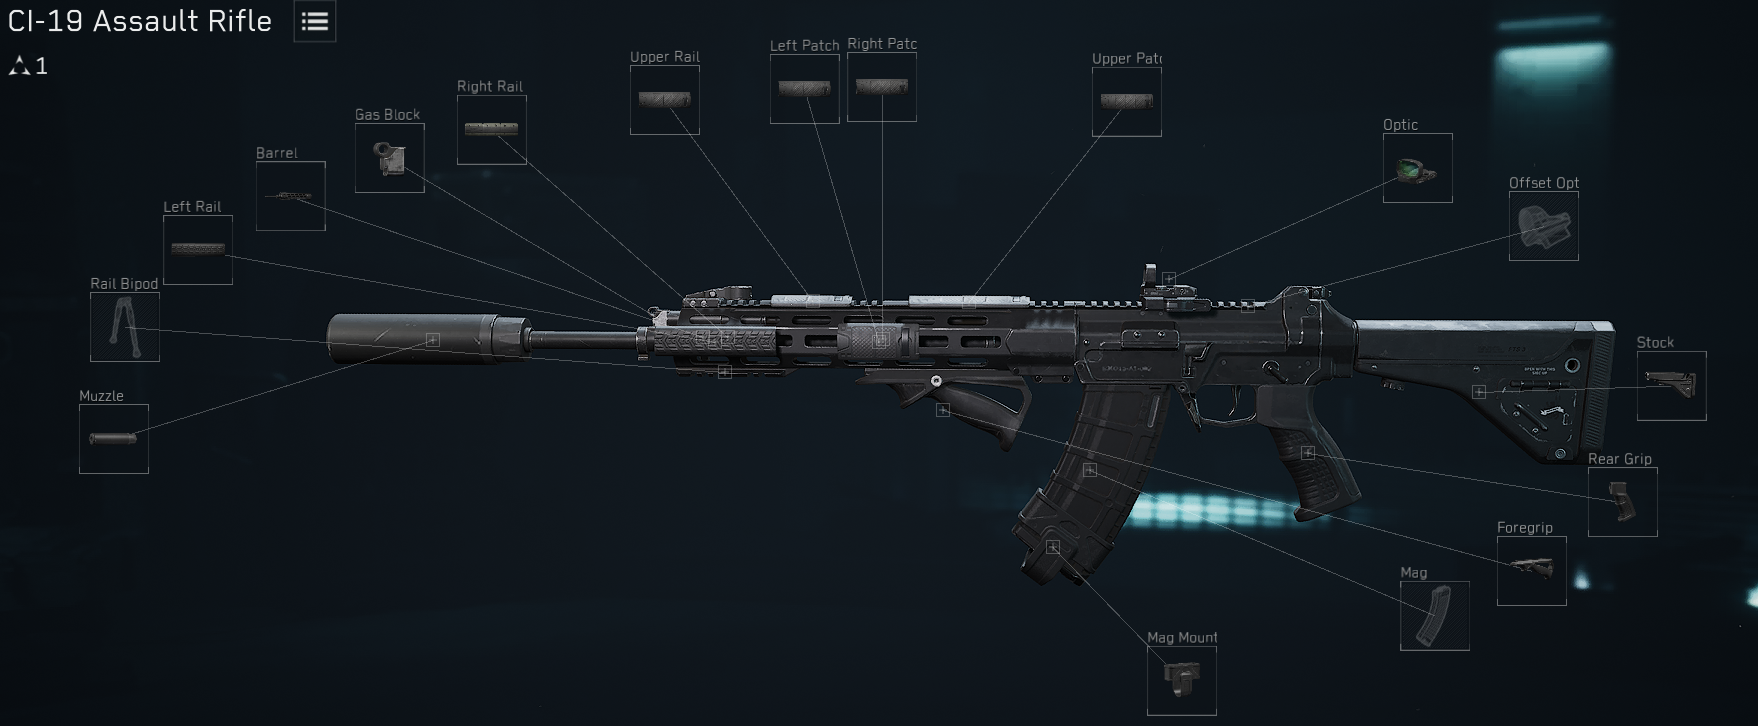 CI-19 Assault Rifle
1
Left Patch
Right Patc
Upper Rail
Upper Patc
Right Rail
Gas Block
Optic
Barrel
Offset Opt
Left Rail
Rail Bipod
Stock
Muzzle
Rear Grip
Foregrip
Mag
Mag Mount